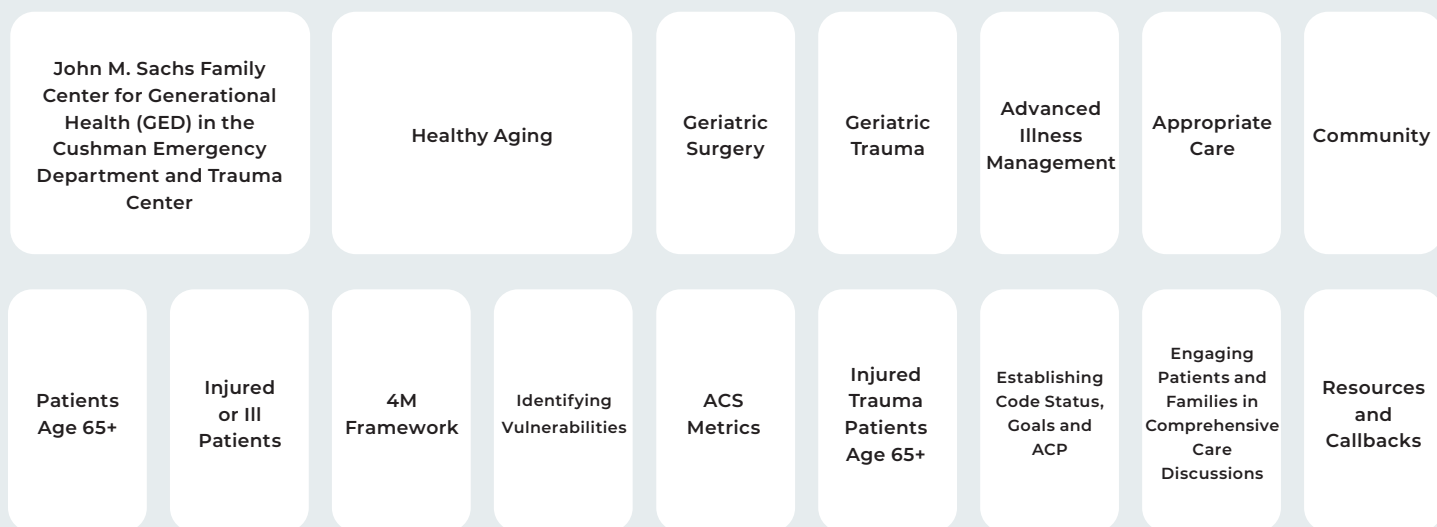 John M. Sachs Family
Center for Generational
Health (GED) in the
Cushman Emergency
Department and Trauma
Center
Healthy Aging
Geriatric
Surgery
Geriatric
Trauma
Advanced
Illness
Management
Appropriate
Care
Community
Patients
Age 65+
Injured
or Ill
Patients
4M
Framework
Identifying
Vulnerabilities
ACS
Metrics
Injured
Trauma
Patients
Age 65+
Establishing
Code Status,
Goals and
ACP
Engaging
Patients and
Families in
Comprehensive
Care
Discussions
Resources
and
Callbacks